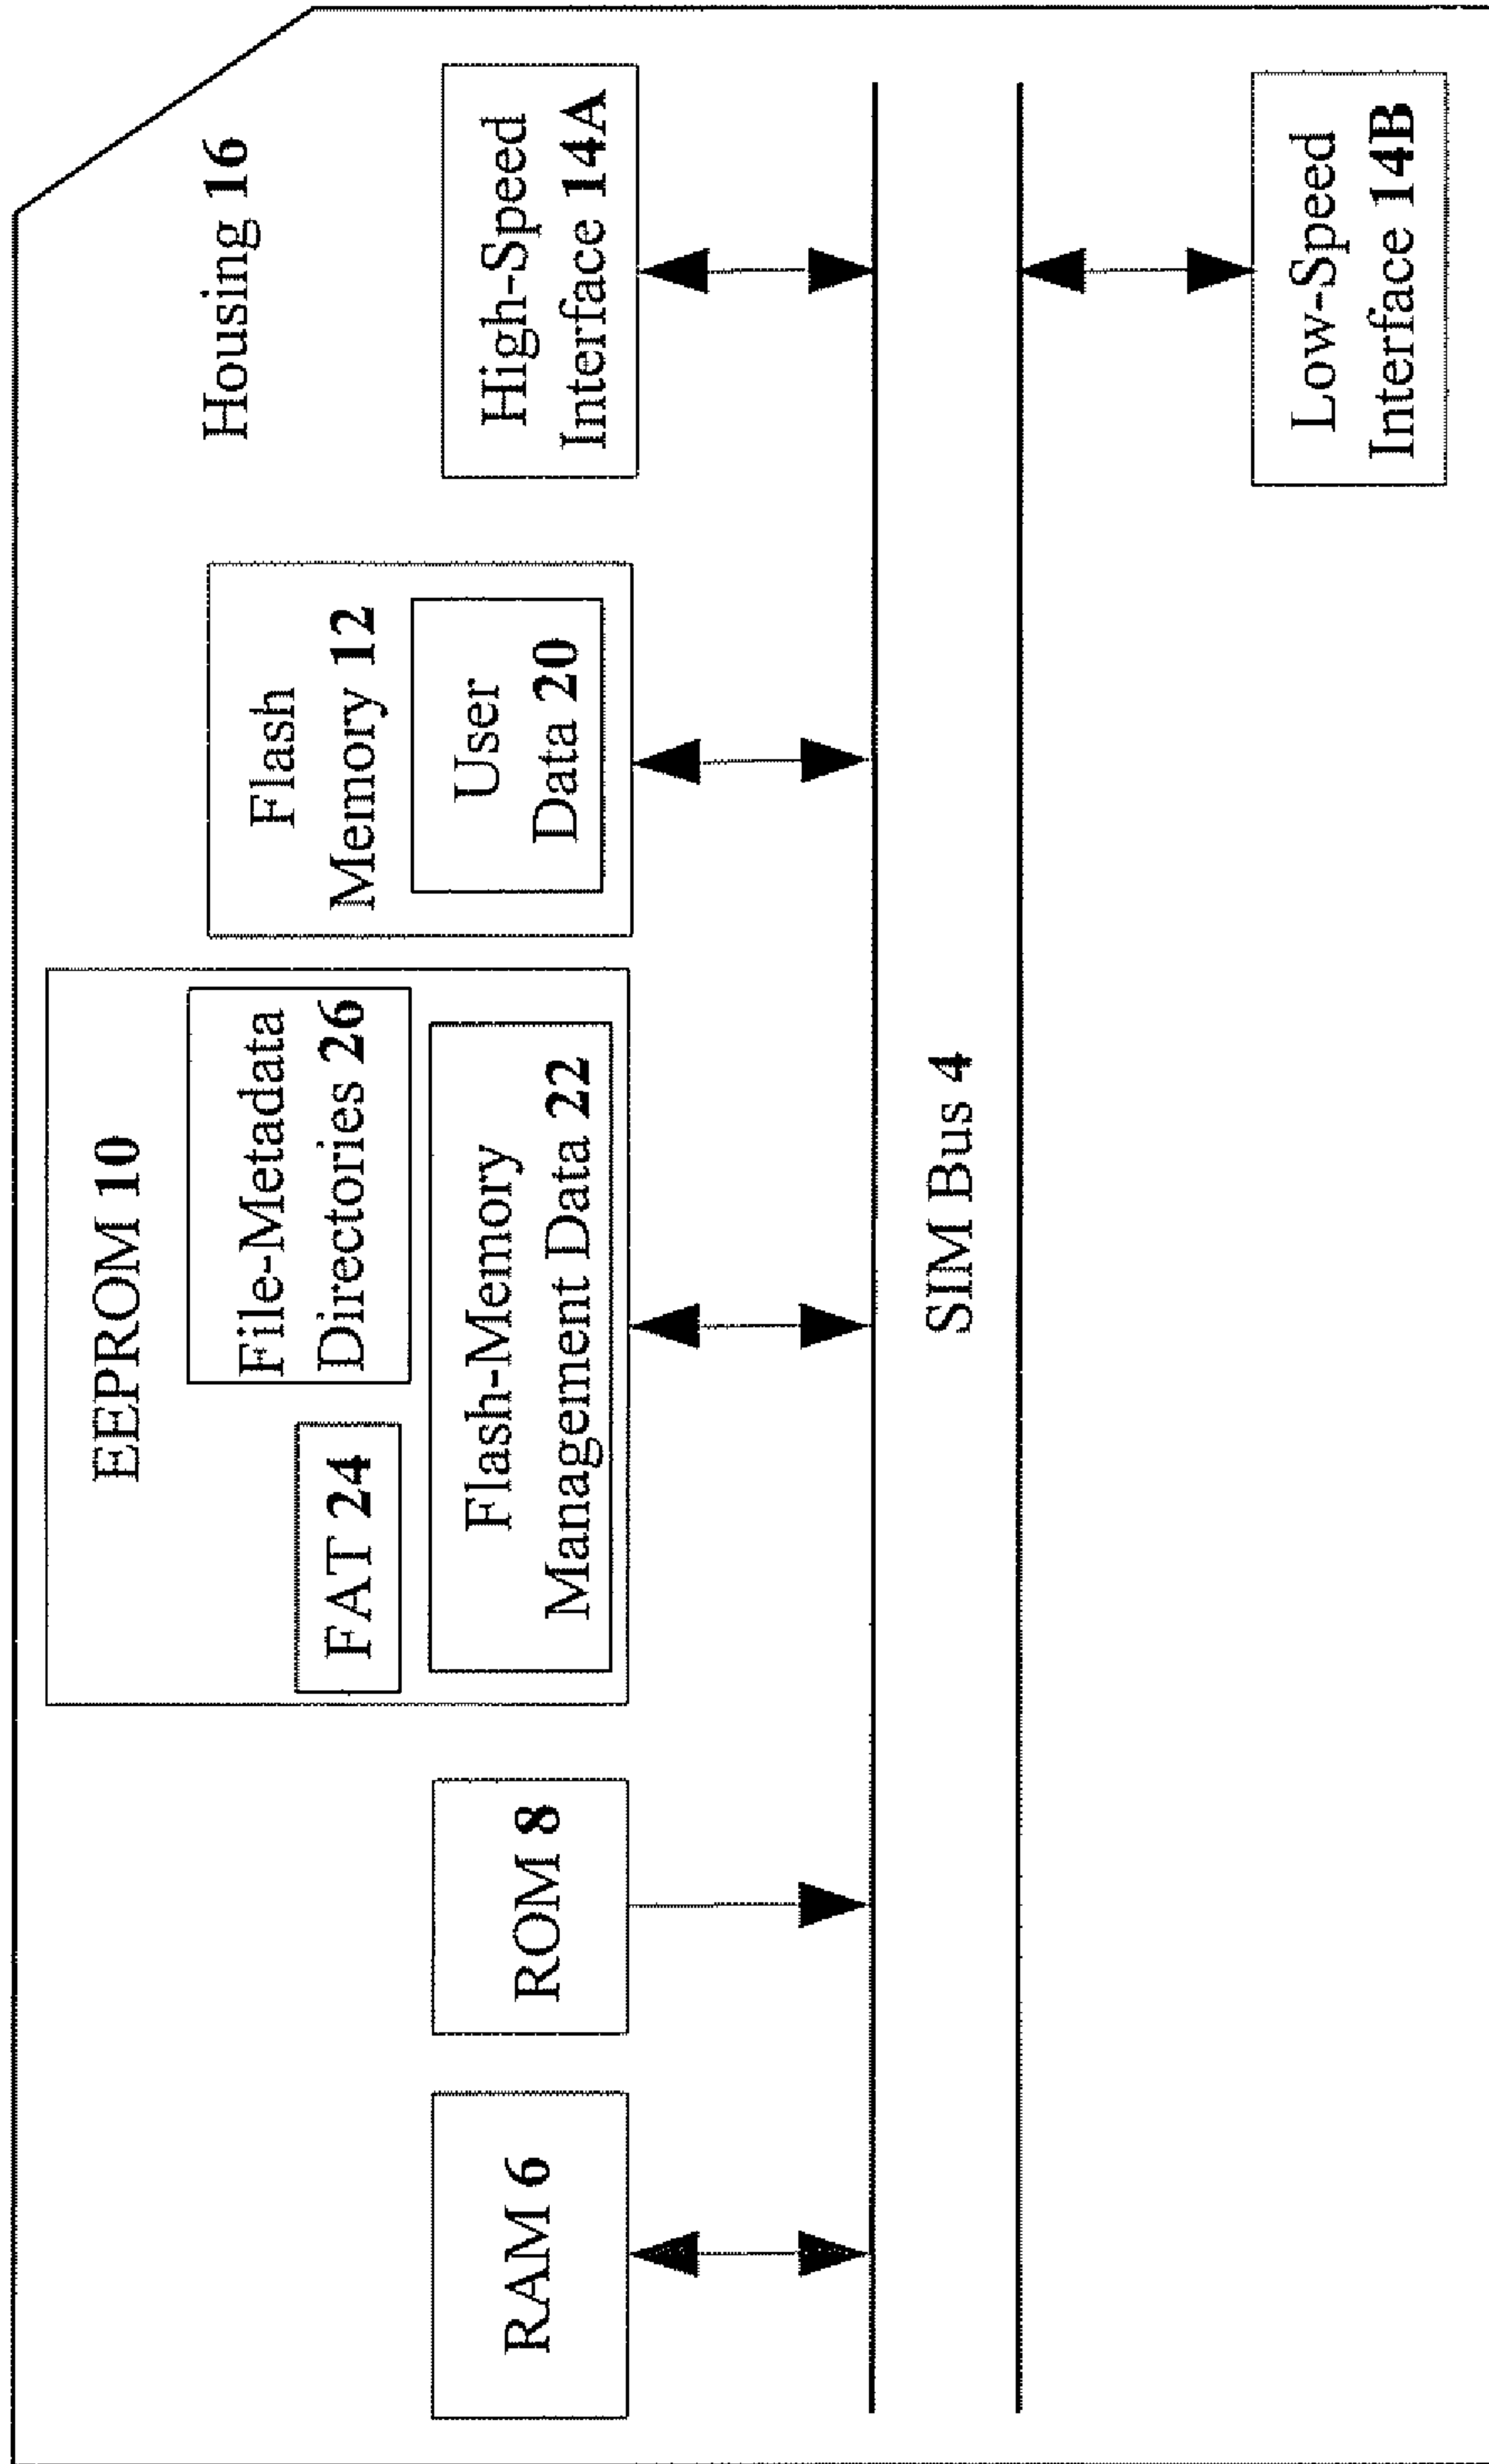 Housing 16
EEPROM 10
File-Metadata
Directories 26
FAT 24
Flash-Memory
Management Data 22
Flash
Memory 12
User
Data 20
High-Speed
Interface 14A
RAM 6
ROM 8
SIM Bus 4
Low-Speed
Interface 14B